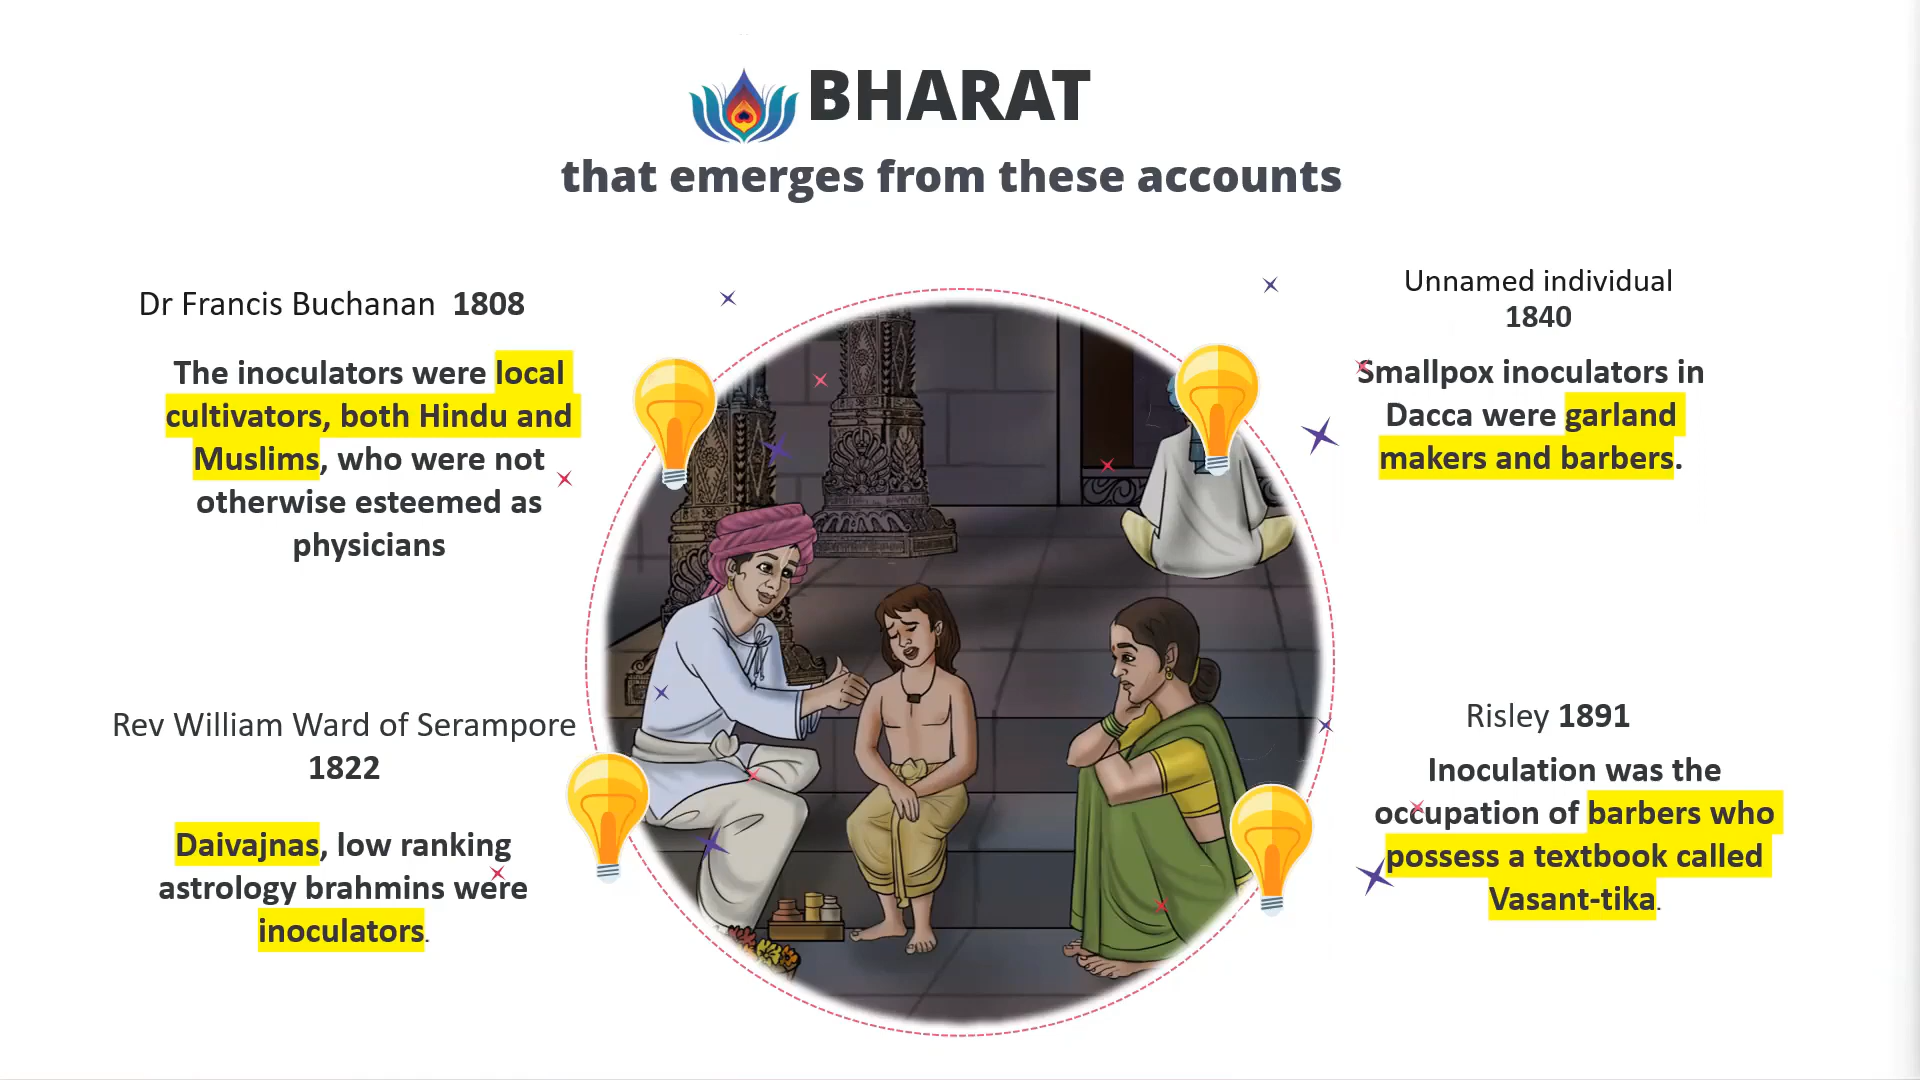 BHARAT
that emerges from these accounts
Dr Francis Buchanan 1808
The inoculators were local
cultivators, both Hindu and
Muslims, who were not
otherwise esteemed as
physicians
Unnamed individual
1840
Smallpox inoculators in
Dacca were garland
makers and barbers.
Rev William Ward of Serampore
1822
Daivajnas, low ranking
astrology brahmins were
inoculators.
Risley 1891
Inoculation was the
occupation of barbers who
possess a textbook called
Vasant-tika.